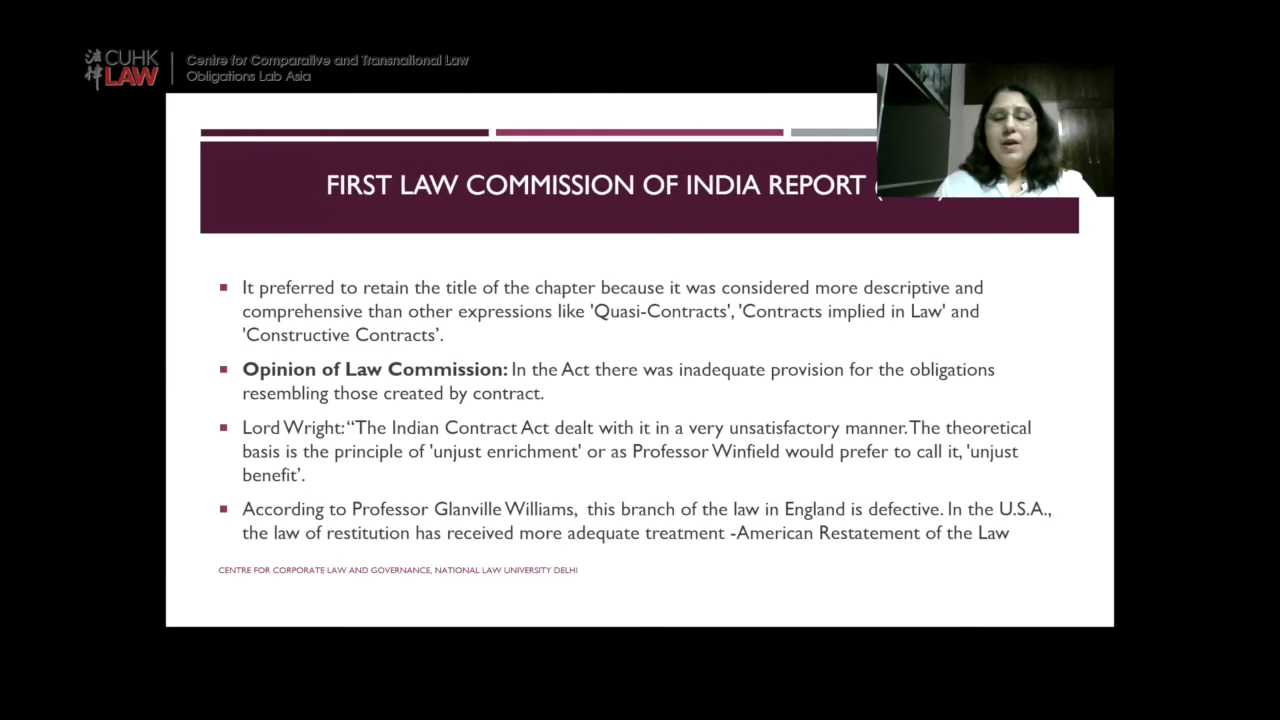 法律
CUHK
LAW
Centre for Comparative and Transnational Law
Obligations Lab Asia
FIRST LAW COMMISSION OF INDIA REPORT
▪ It preferred to retain the title of the chapter because it was considered more descriptive and
comprehensive than other expressions like 'Quasi-Contracts', 'Contracts implied in Law' and
'Constructive Contracts’.
▪ Opinion of Law Commission: In the Act there was inadequate provision for the obligations
resembling those created by contract.
▪ Lord Wright: “The Indian Contract Act dealt with it in a very unsatisfactory manner. The theoretical
basis is the principle of 'unjust enrichment' or as Professor Winfield would prefer to call it, 'unjust
benefit’.
▪ According to Professor Glanville Williams, this branch of the law in England is defective. In the U.S.A.,
the law of restitution has received more adequate treatment -American Restatement of the Law
CENTRE FOR CORPORATE LAW AND GOVERNANCE, NATIONAL LAW UNIVERSITY DELHI